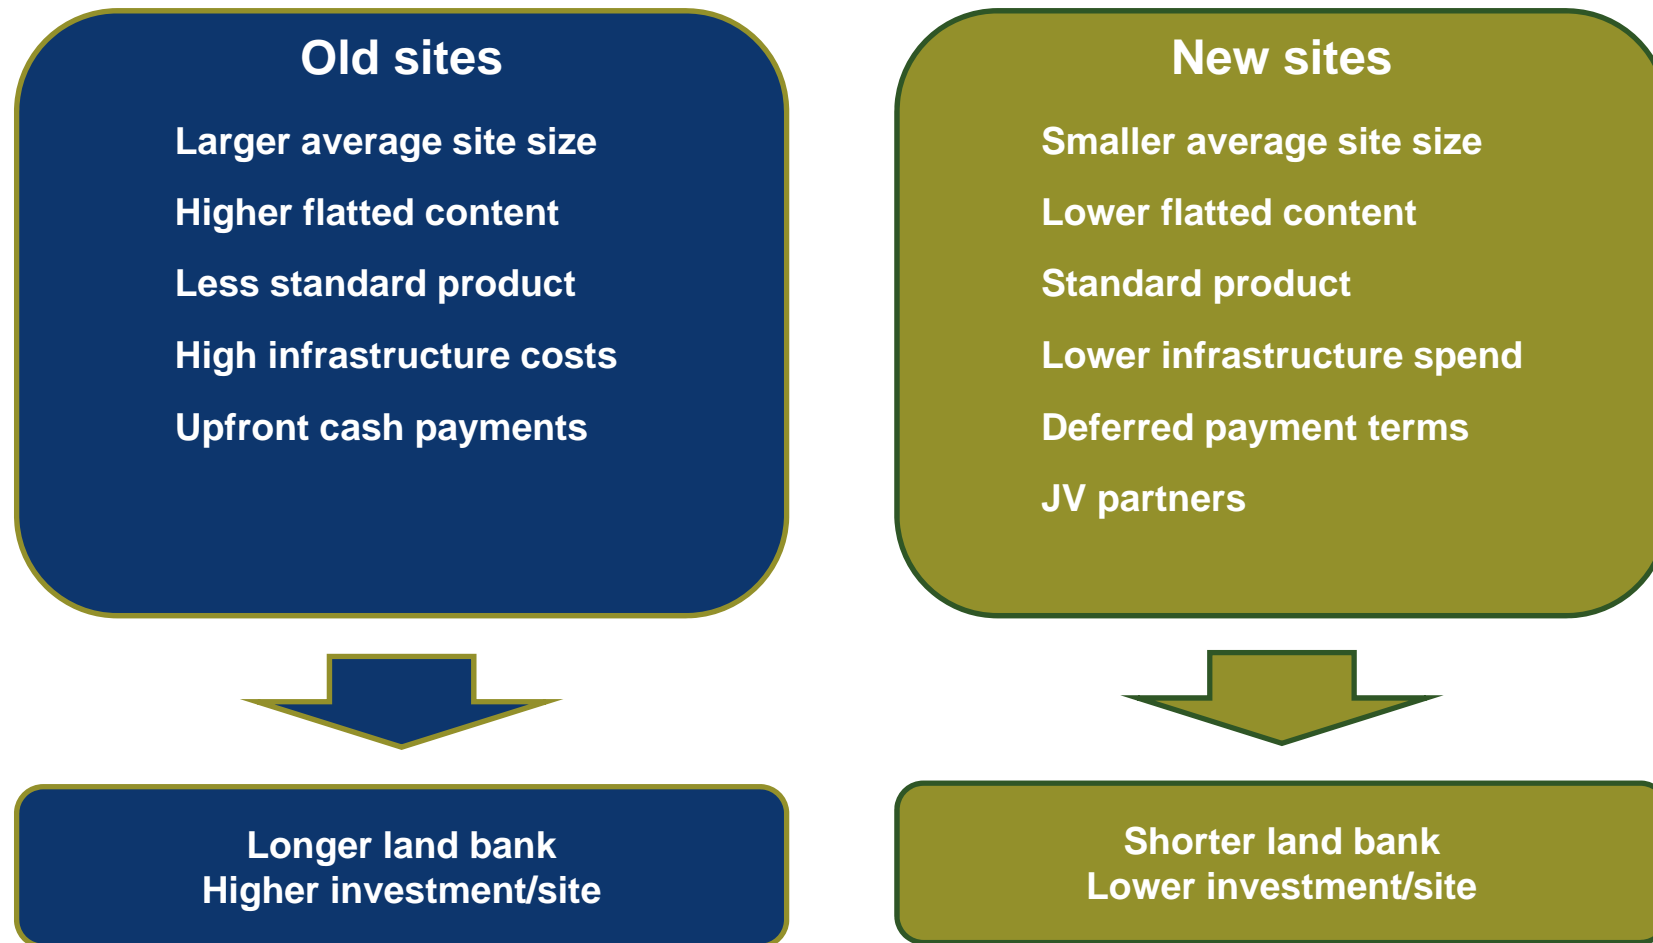 Old sites
Larger average site size
Higher flatted content
Less standard product
High infrastructure costs
Upfront cash payments
Longer land bank
Higher investment/site
New sites
Smaller average site size
Lower flatted content
Standard product
Lower infrastructure spend
Deferred payment terms
JV partners
Shorter land bank
Lower investment/site